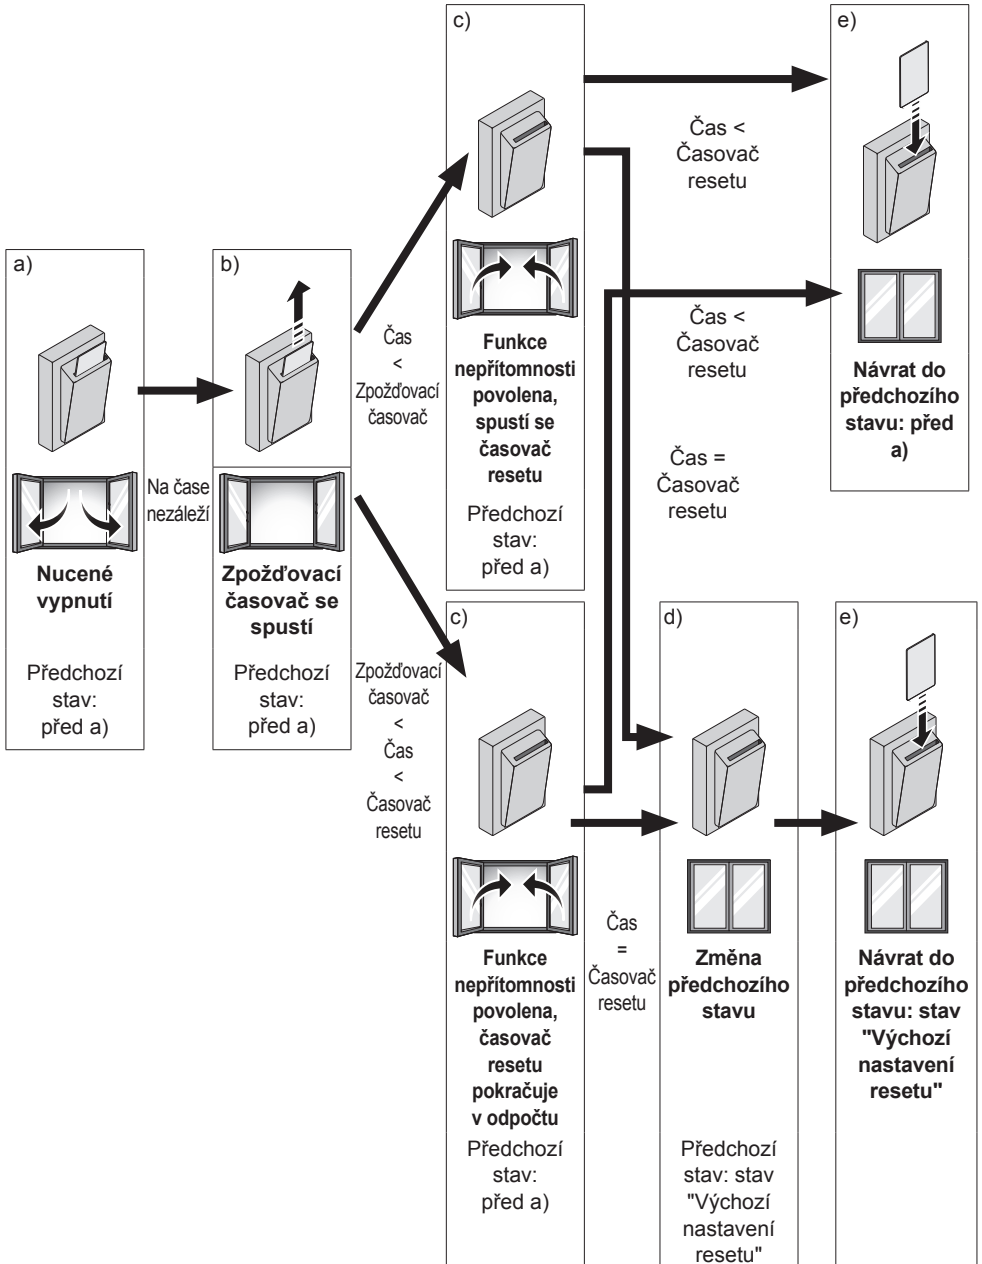 a)
Nucené
vypnutí
Předchozí
stav:
před a)
Na čase
nezáleží
b)
Zpožďovací
časovač se
spustí
Předchozí
stav:
před a)
Čas
<
Zpožďovací
časovač
Zpožďovací
časovač
<
Čas
<
Časovač
resetu
c)
Funkce
nepřítomnosti
povolena,
spustí se
časovač
resetu
Předchozí
stav:
před a)
Čas <
Časovač
resetu
Čas <
Časovač
resetu
Čas =
Časovač
resetu
e)
Návrat do
předchozího
stavu: před
a)
c)
Funkce
nepřítomnosti
povolena,
časovač
resetu
pokračuje
v odpočtu
Předchozí
stav:
před a)
Čas
=
Časovač
resetu
d)
Změna
předchozího
stavu
Předchozí
stav: stav
"Výchozí
nastavení
resetu"
e)
Návrat do
předchozího
stavu: stav
"Výchozí
nastavení
resetu"